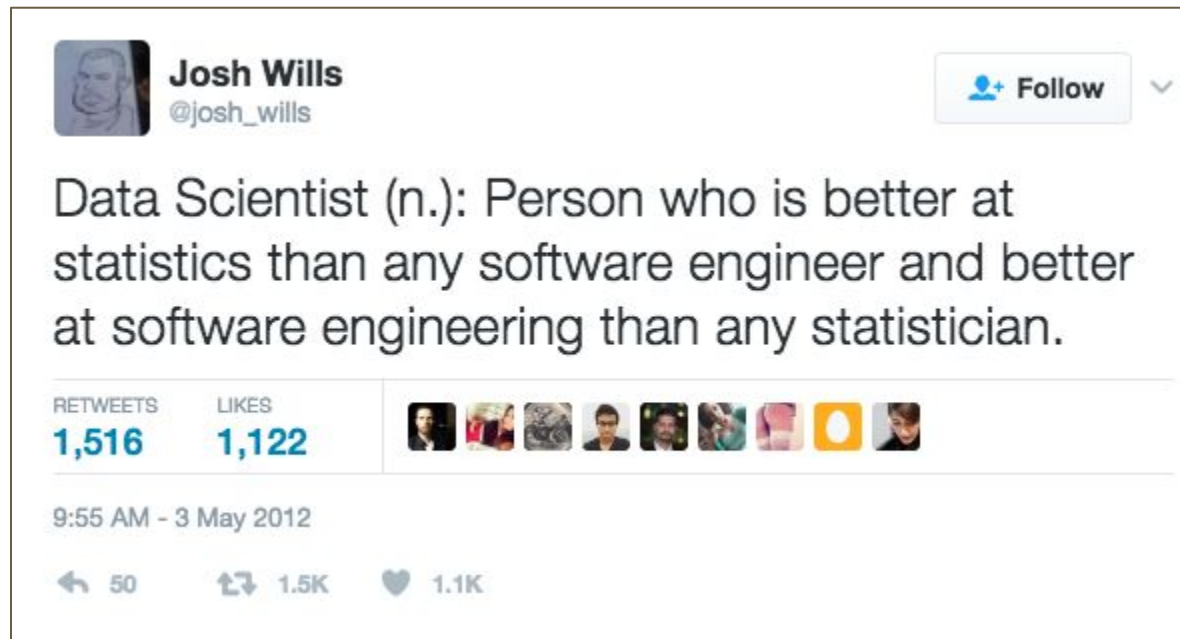 Josh Wills
@josh_wills
Follow
Data Scientist (n.): Person who is better at
statistics than any software engineer and better
at software engineering than any statistician.
RETWEETS LIKES
1,516 1,122
9:55 AM - 3 May 2012
50 1.5K 1.1K